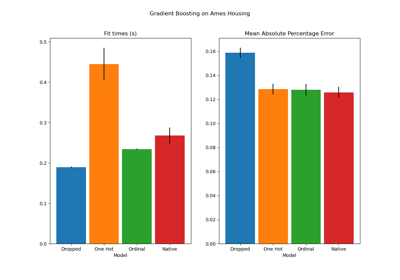 Gradient Boosting on Ames Housing
Fit times (s)
0.5
0.4
0.3
0.2
0.1
0.0
Dropped
One Hot
Ordinal
Native
Model
Mean Absolute Percentage Error
0.16
0.14
0.12
0.10
0.08
0.06
0.04
0.02
0.00
Dropped
One Hot
Ordinal
Native
Model